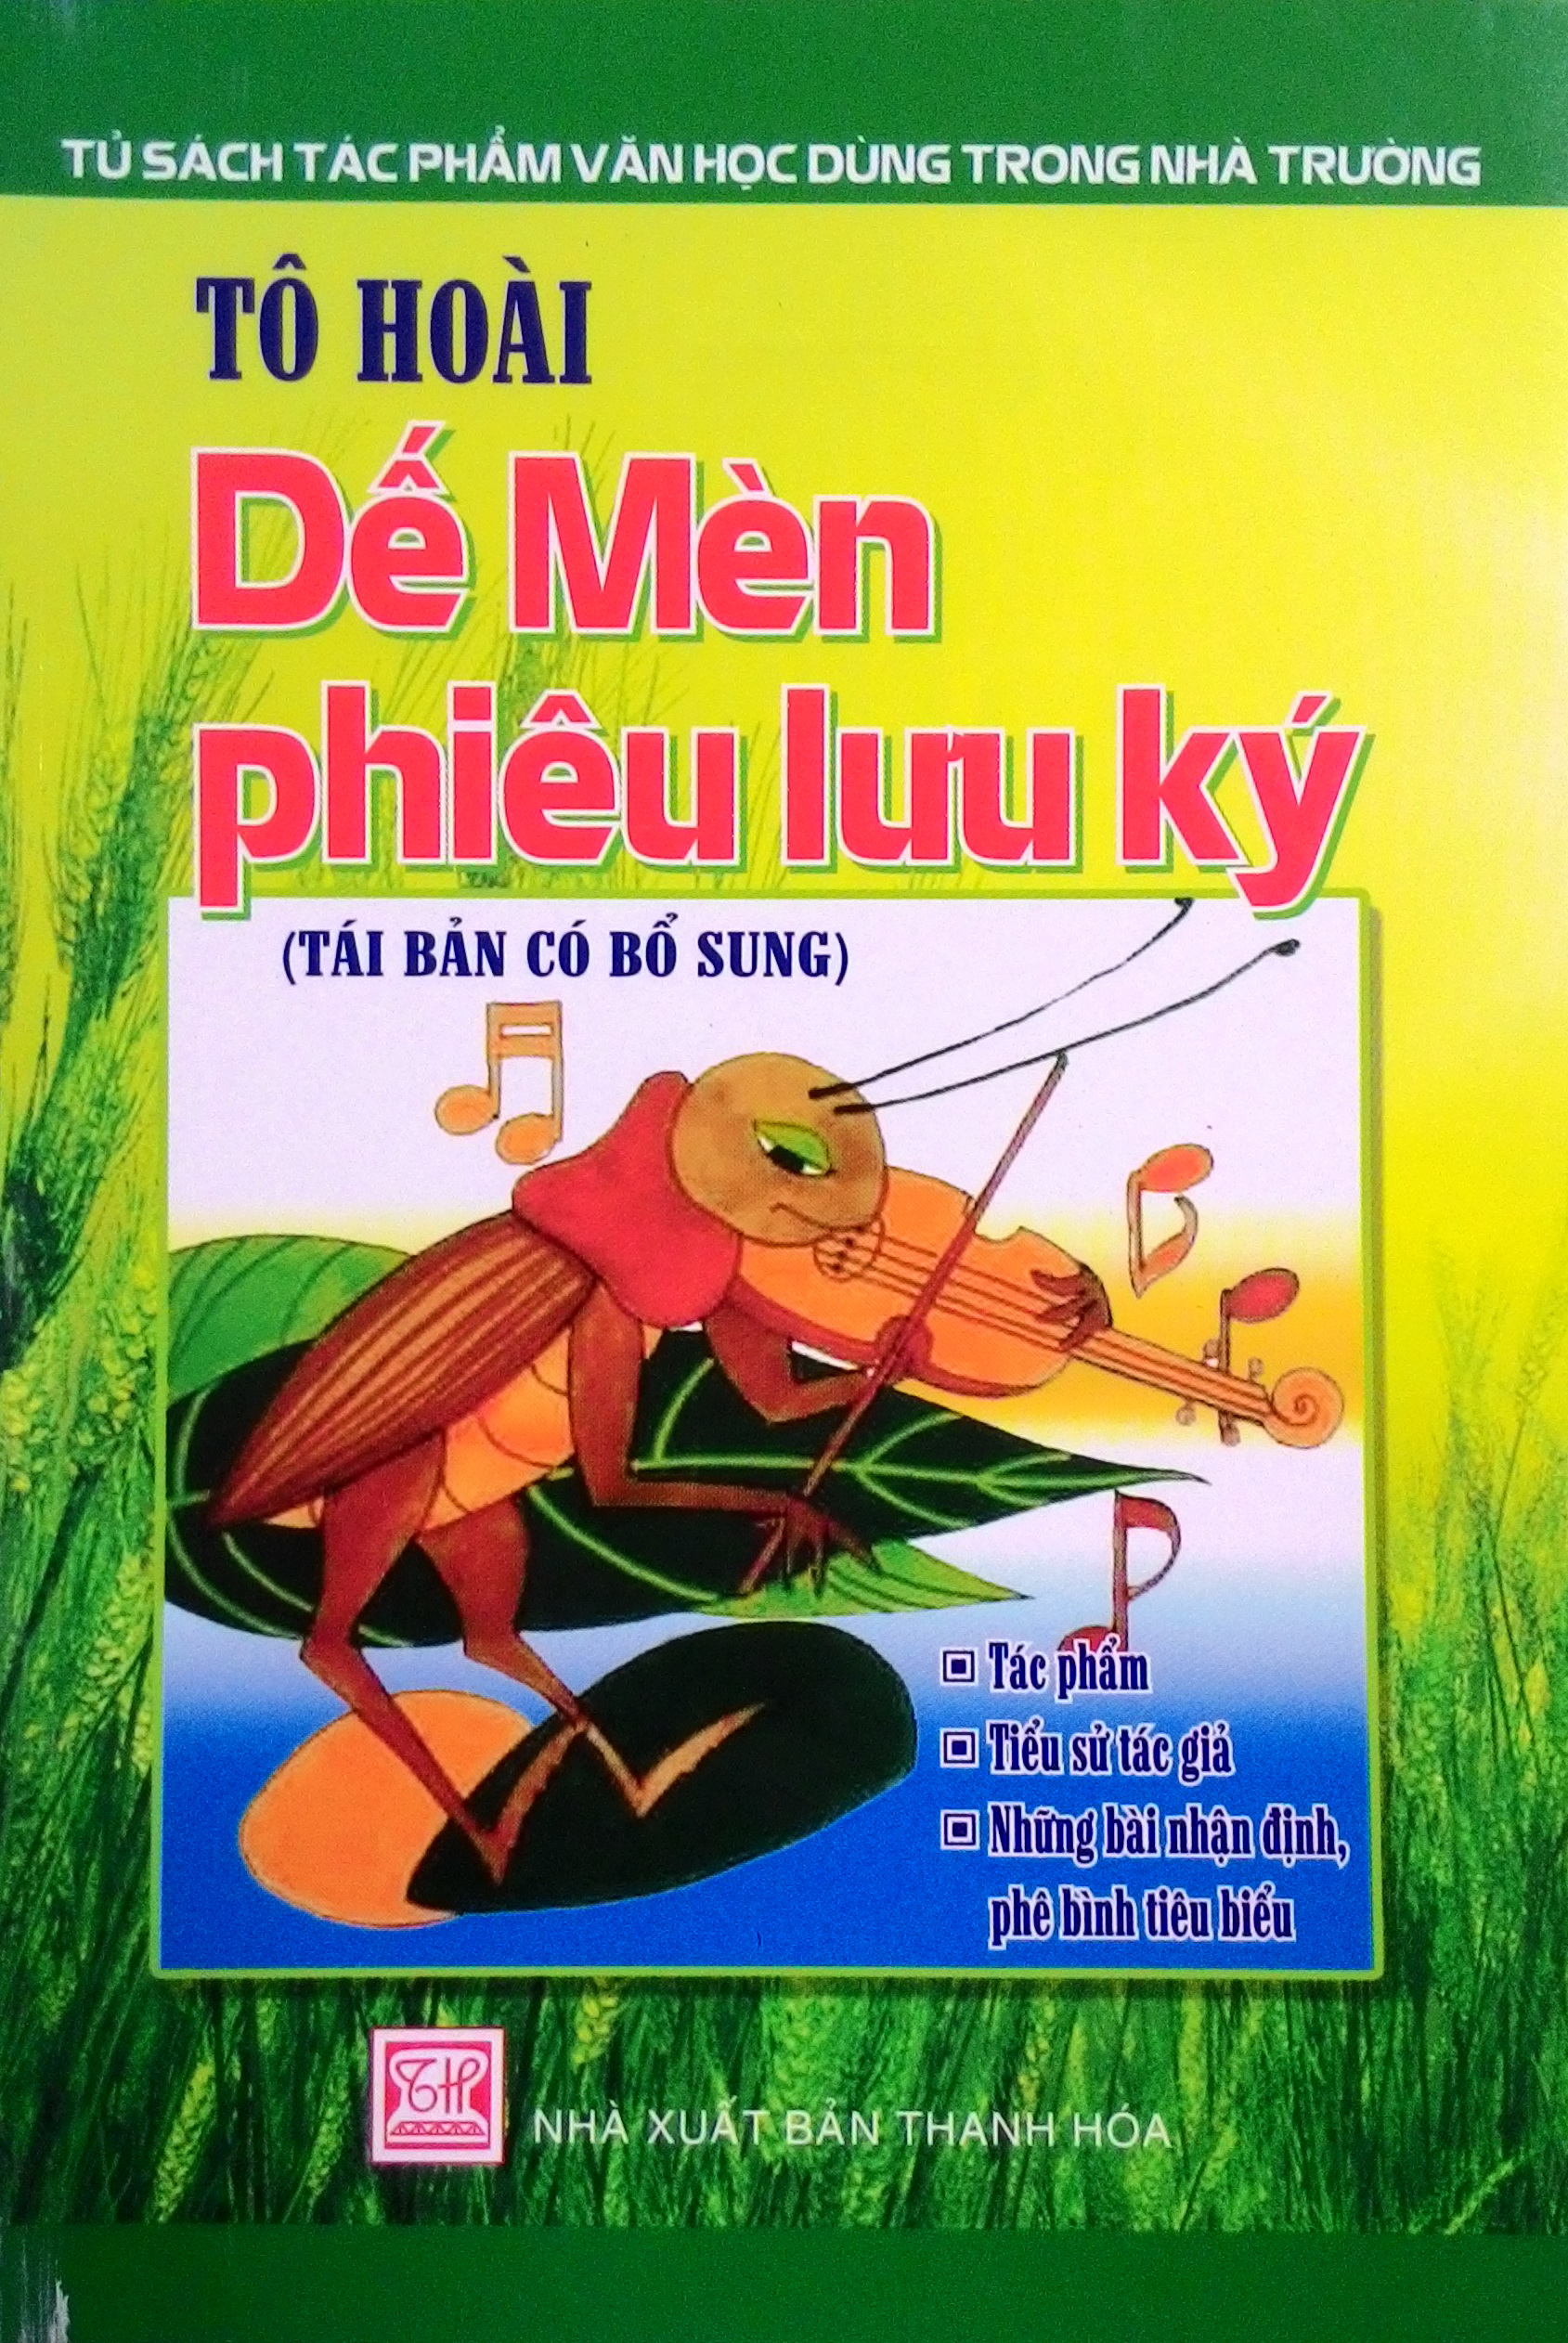 TỦ SÁCH TÁC PHẨM VĂN HỌC DÙNG TRONG NHÀ TRƯỜNG
TÔ HOÀI
Dế Mèn
phiêu lưu ký
(TÁI BẢN CÓ BỔ SUNG)
Tác phẩm
Tiểu sử tác giả
Những bài nhận định,
phê bình tiêu biểu
TH
NHÀ XUẤT BẢN THANH HÓA